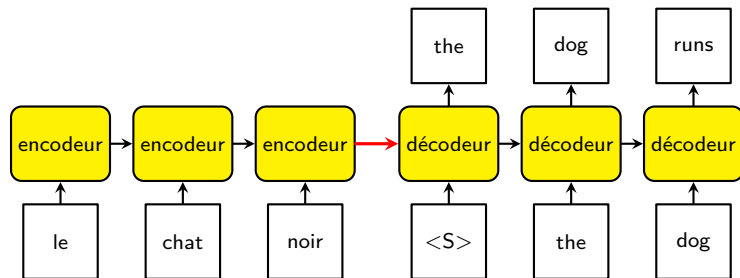 the dog runs
encodeur encodeur encodeur décodeur décodeur décodeur
le chat noir <S> the dog